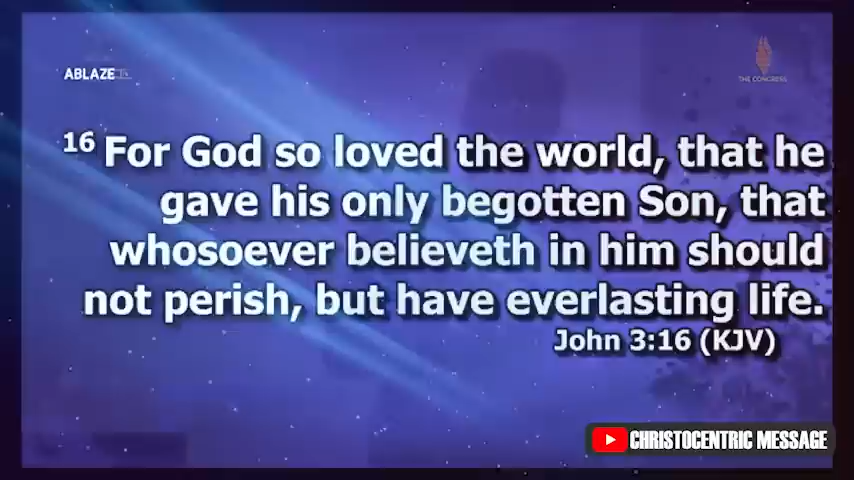 ABLAZE
THE CONGRESS
16 For God so loved the world, that he
gave his only begotten Son, that
whosoever believeth in him should
not perish, but have everlasting life.
John 3:16 (KJV)
CHRISTOCENTRIC MESSAGE